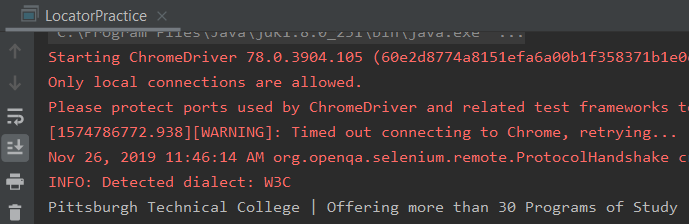 LocatorPractice
"C:\Program Files\Java\jdk1.8.0_231\bin\java.exe" ...
Starting ChromeDriver 78.0.3904.105 (60e2d8774a8151efa6a00b1f358371b1e0e
Only local connections are allowed.
Please protect ports used by ChromeDriver and related test frameworks to
[1574786772.938][WARNING]: Timed out connecting to Chrome, retrying...
Nov 26, 2019 11:46:14 AM org.openqa.selenium.remote.ProtocolHandshake c
INFO: Detected dialect: W3C
Pittsburgh Technical College | Offering more than 30 Programs of Study